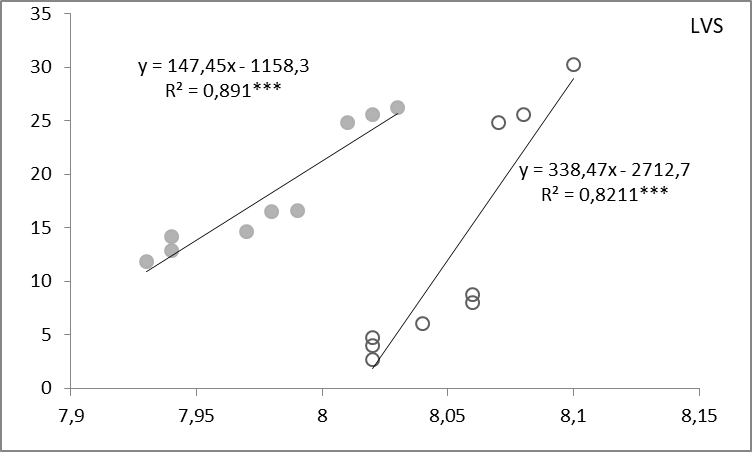 LVS
y = 147,45x - 1158,3
R² = 0,891***
y = 338,47x - 2712,7
R² = 0,8211***
35
30
25
20
15
10
5
0
7,9 7,95 8 8,05 8,1 8,15